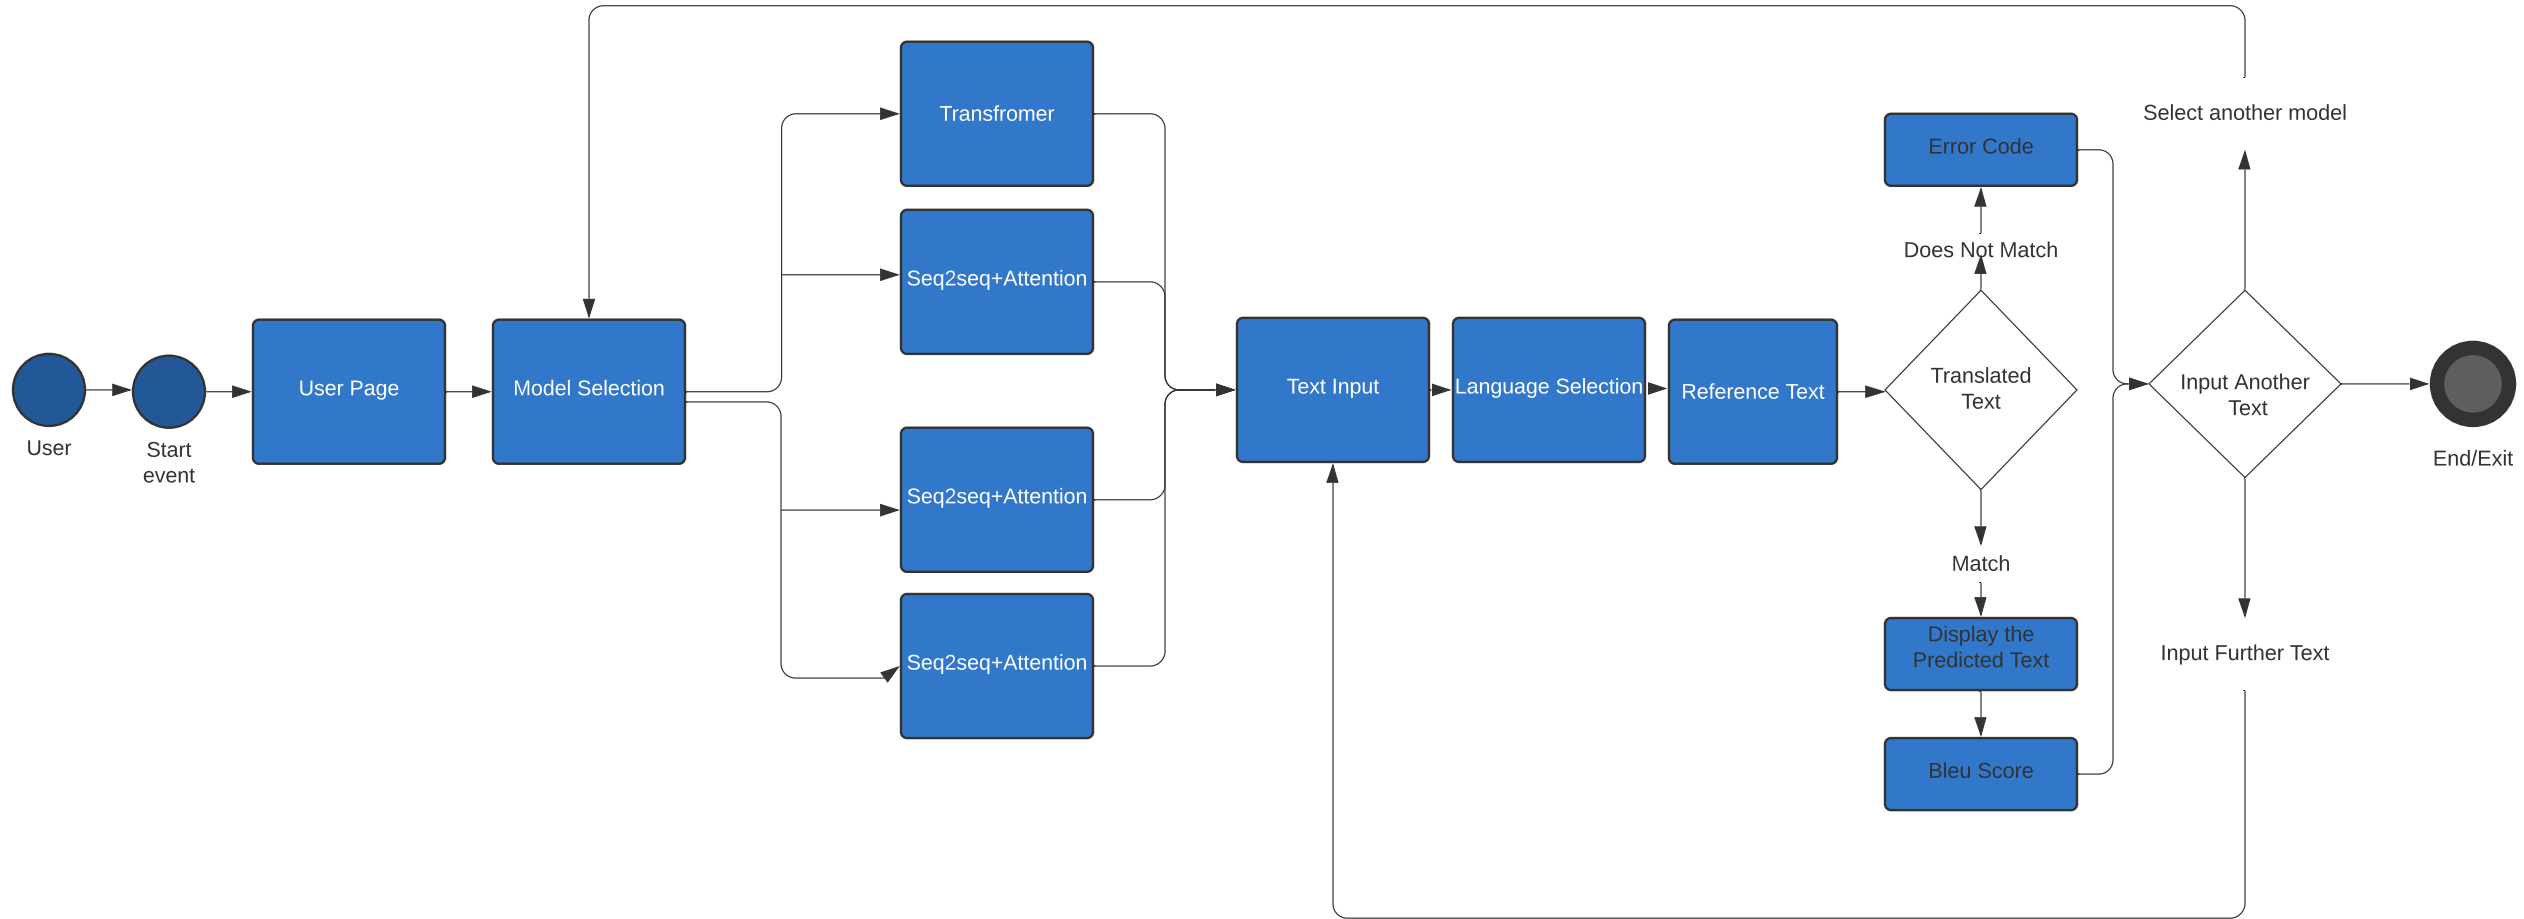 User
Start
event
User Page
Model Selection
Transfromer
Seq2seq+Attention
Seq2seq+Attention
Seq2seq+Attention
Text Input
Language Selection
Reference Text
Error Code
Does Not Match
Translated
Text
Match
Display the
Predicted Text
Bleu Score
Select another model
Input Another
Text
Input Further Text
End/Exit